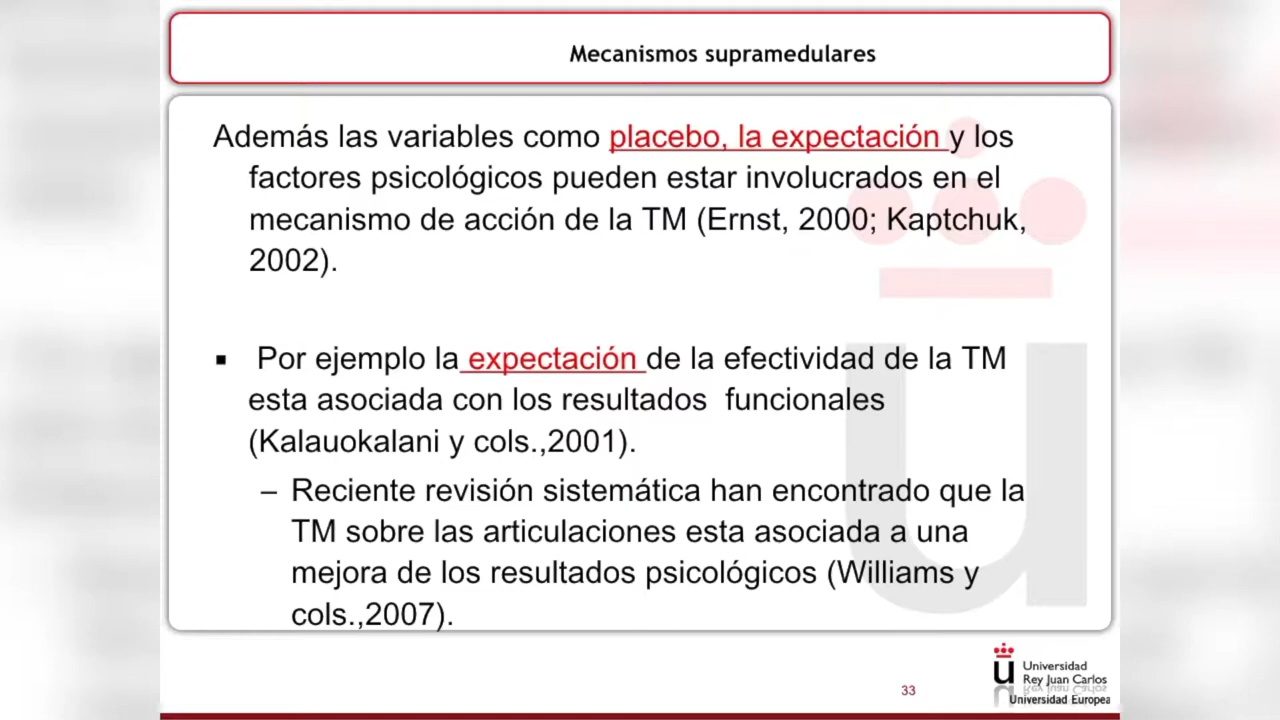 Mecanismos supramedulares
Además las variables como placebo, la expectación y los
factores psicológicos pueden estar involucrados en el
mecanismo de acción de la TM (Ernst, 2000; Kaptchuk,
2002).
▪ Por ejemplo la expectación de la efectividad de la TM
esta asociada con los resultados funcionales
(Kalauokalani y cols.,2001).
– Reciente revisión sistemática han encontrado que la
TM sobre las articulaciones esta asociada a una
mejora de los resultados psicológicos (Williams y
cols.,2007).
33
u
Universidad
Rey Juan Carlos
Universidad Europea